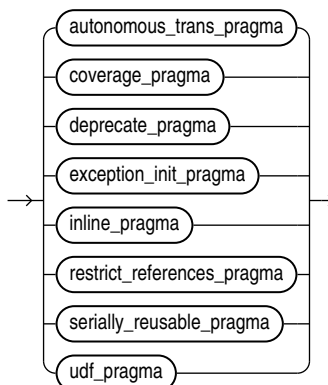 autonomous_trans_pragma
coverage_pragma
deprecate_pragma
exception_init_pragma
inline_pragma
restrict_references_pragma
serially_reusable_pragma
udf_pragma